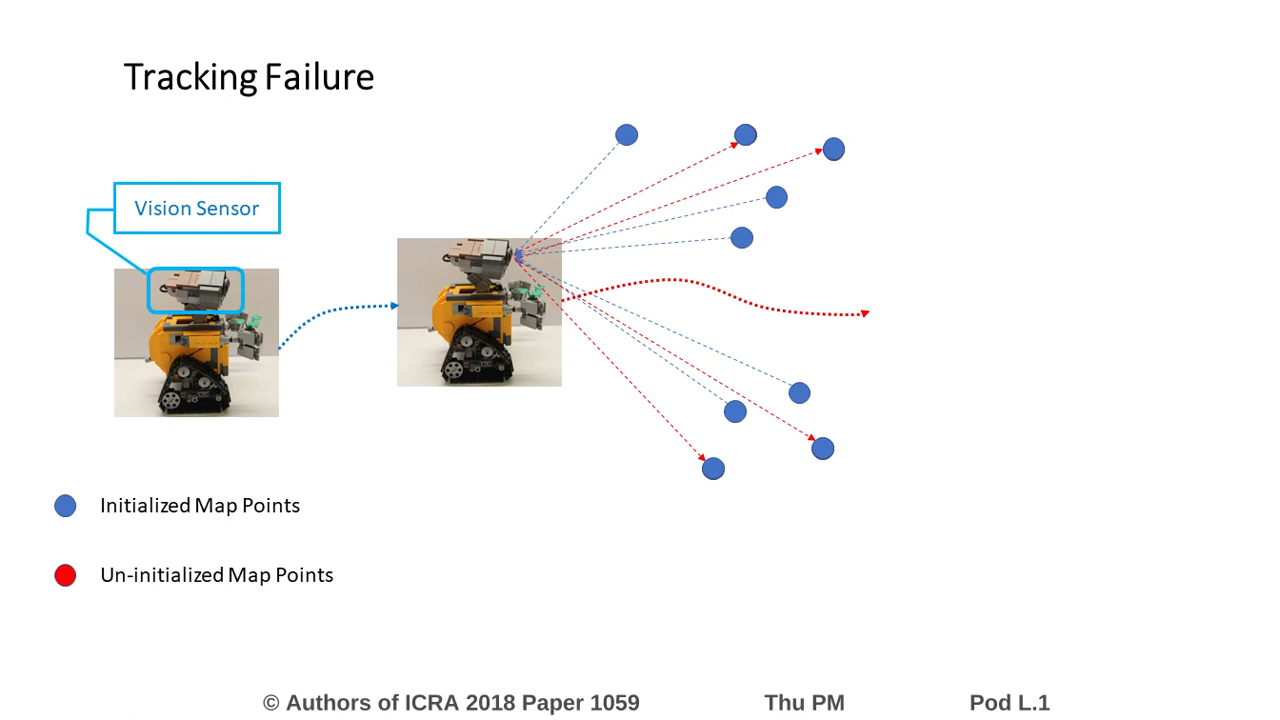 Tracking Failure
Vision Sensor
Initialized Map Points
Un-initialized Map Points
© Authors of ICRA 2018 Paper 1059 Thu PM Pod L.1